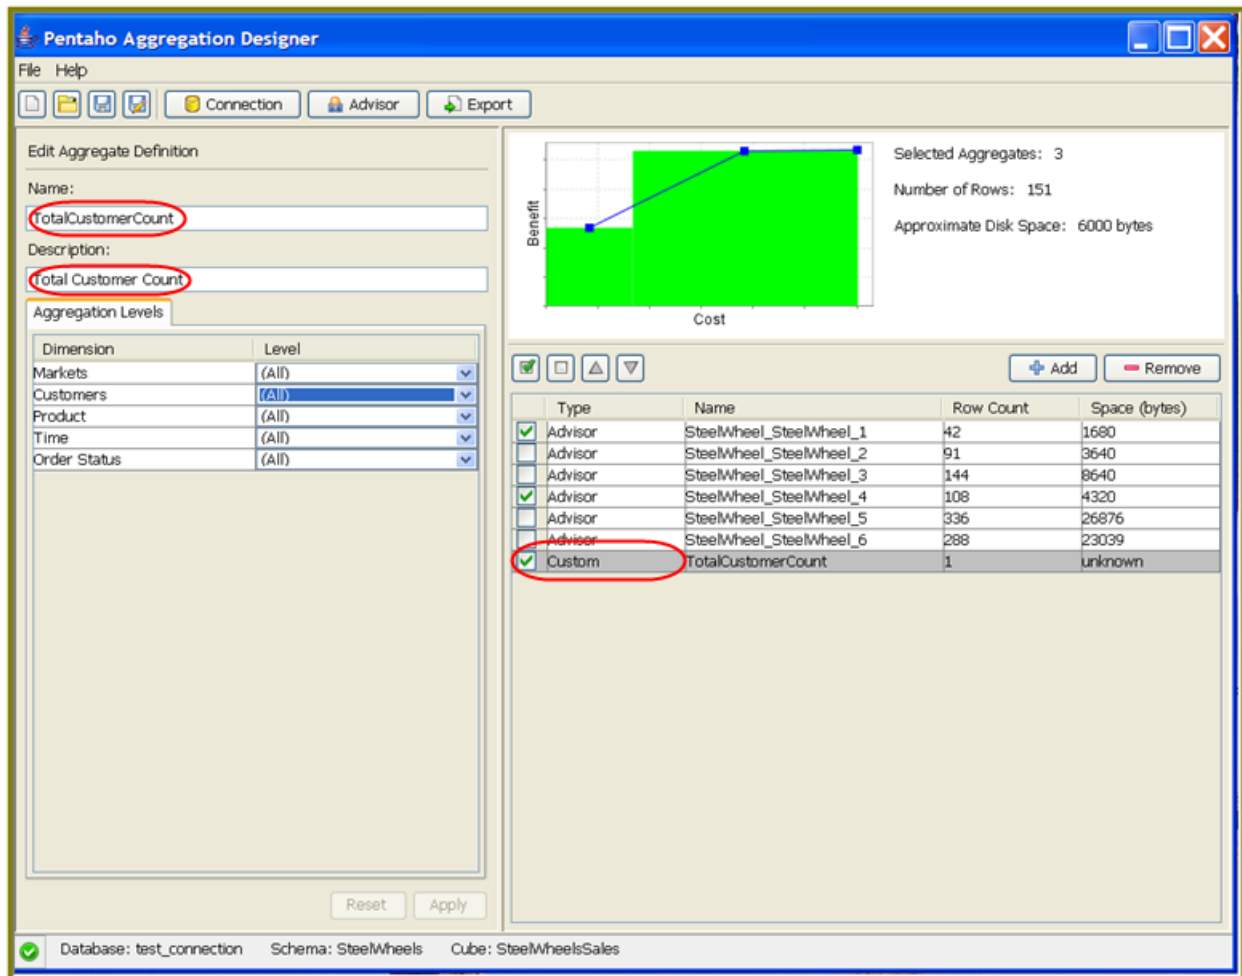 Pentaho Aggregation Designer
File Help
Connection Advisor Export
Edit Aggregate Definition
Name:
TotalCustomerCount
Description:
Total Customer Count
Aggregation Levels
Dimension Level
Markets (All)
Customers (All)
Product (All)
Time (All)
Order Status (All)
Reset Apply
Benefit
Cost
Selected Aggregates: 3
Number of Rows: 151
Approximate Disk Space: 6000 bytes
Add Remove
Type Name Row Count Space (bytes)
Advisor SteelWheel_SteelWheel_1 42 1680
Advisor SteelWheel_SteelWheel_2 91 3640
Advisor SteelWheel_SteelWheel_3 144 8640
Advisor SteelWheel_SteelWheel_4 108 4320
Advisor SteelWheel_SteelWheel_5 336 26876
Advisor SteelWheel_SteelWheel_6 288 23039
Custom TotalCustomerCount 1 unknown
Database: test_connection Schema: SteelWheels Cube: SteelWheelsSales